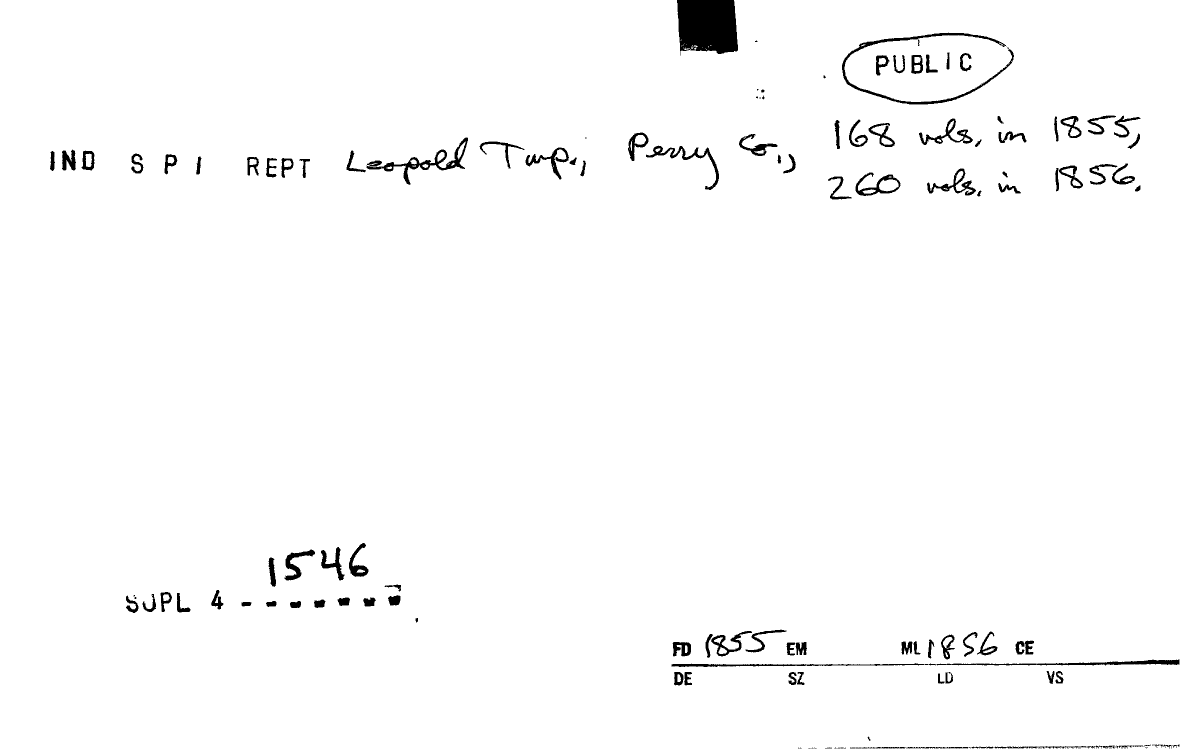 PUBLIC
IND S P I REPT Leopold Twp., Perry Co., 168 vols. in 1855,
260 vols. in 1856.
1546
SUPL 4 - - - - - - -
FD 1855 EM ML 1856 CE
DE SZ LD VS